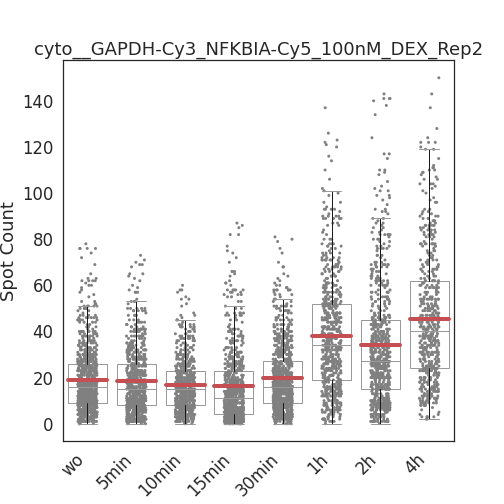 cyto__GAPDH-Cy3_NFKBIA-Cy5_100nM_DEX_Rep2
Spot Count
140
120
100
80
60
40
20
0
wo
5min
10min
15min
30min
1h
2h
4h